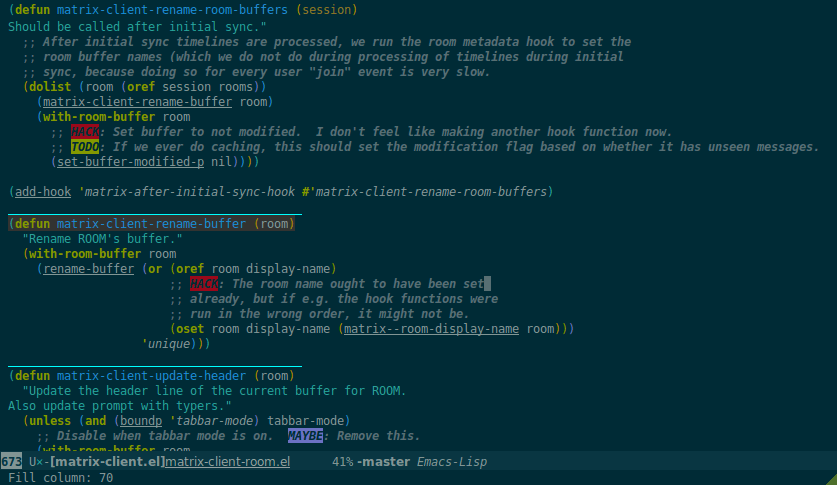 (defun matrix-client-rename-room-buffers (session)
Should be called after initial sync."
  ;; After initial sync timelines are processed, we run the room metadata hook to set the
  ;; room buffer names (which we do not do during processing of timelines during initial
  ;; sync, because doing so for every user "join" event is very slow.
  (dolist (room (oref session rooms))
    (matrix-client-rename-buffer room)
    (with-room-buffer room
      ;; HACK: Set buffer to not modified.  I don't feel like making another hook function now.
      ;; TODO: If we ever do caching, this should set the modification flag based on whether it has unseen messages.
      (set-buffer-modified-p nil))))
(add-hook 'matrix-after-initial-sync-hook #'matrix-client-rename-room-buffers)
(defun matrix-client-rename-buffer (room)
  "Rename ROOM's buffer."
  (with-room-buffer room
    (rename-buffer (or (oref room display-name)
                       ;; HACK: The room name ought to have been set
                       ;; already, but if e.g. the hook functions were
                       ;; run in the wrong order, it might not be.
                       (oset room display-name (matrix--room-display-name room)))
                   'unique)))
(defun matrix-client-update-header (room)
  "Update the header line of the current buffer for ROOM.
Also update prompt with typers."
  (unless (and (boundp 'tabbar-mode) tabbar-mode)
    ;; Disable when tabbar mode is on.  MAYBE: Remove this.
    (with-room-buffer room
673 U×-[matrix-client.el]matrix-client-room.el      41% -master Emacs-Lisp
Fill column: 70